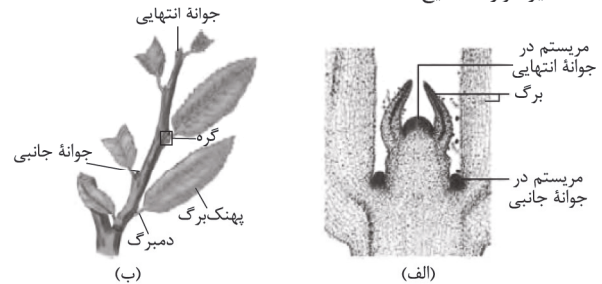 جوانهٔ انتهایی
گره
جوانهٔ جانبی
پهنک‌برگ
دمبرگ
(ب)
مریستم در
جوانهٔ انتهایی
برگ
مریستم در
جوانهٔ جانبی
(الف)